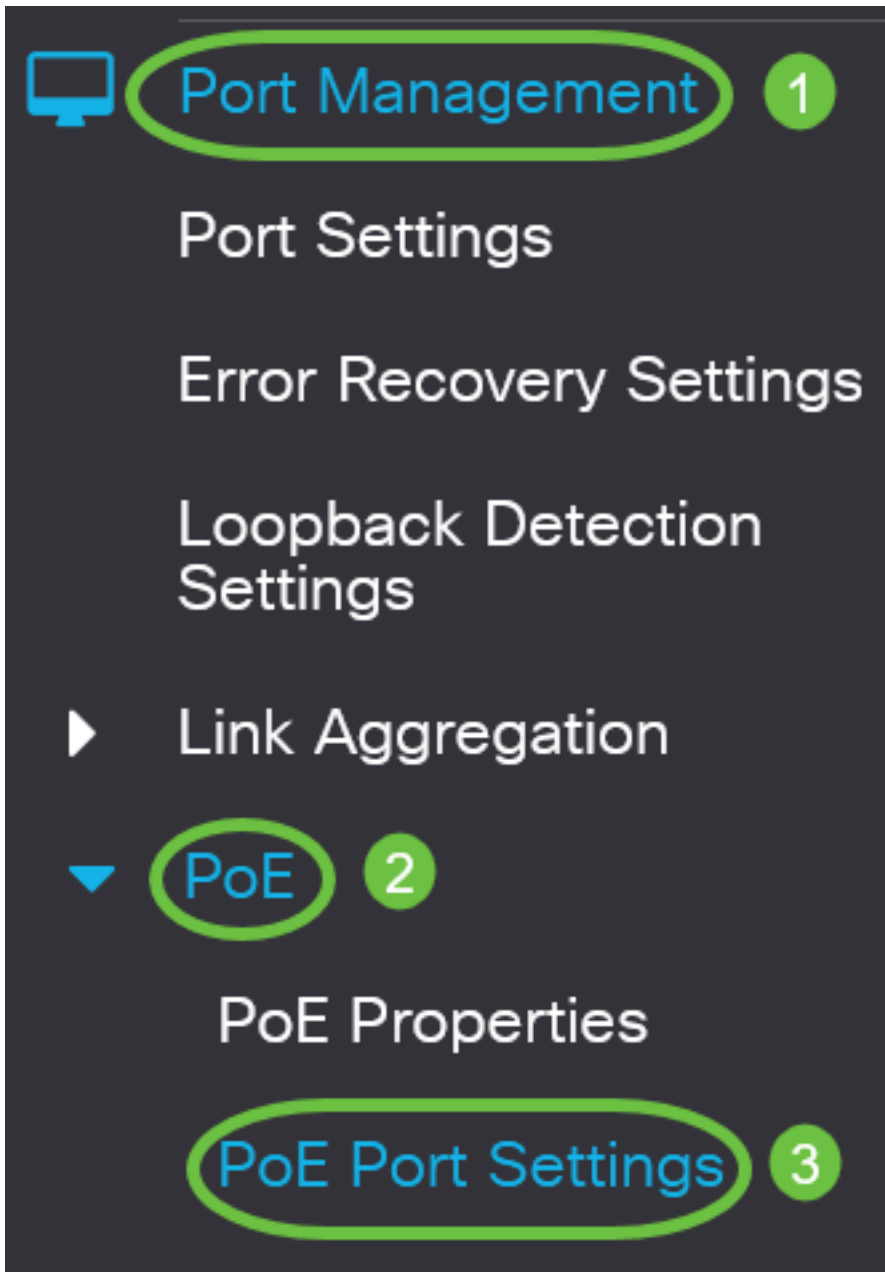 Port Management 1
Port Settings
Error Recovery Settings
Loopback Detection
Settings
Link Aggregation
PoE 2
PoE Properties
PoE Port Settings 3